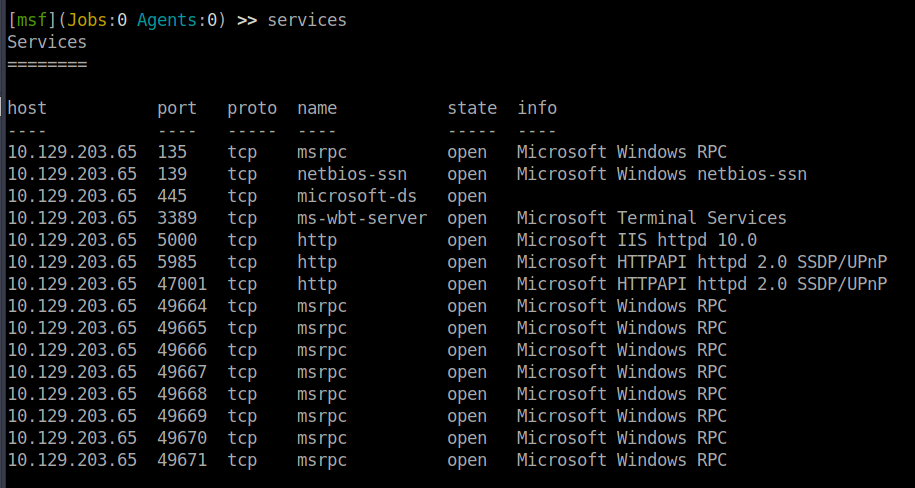 [msf](Jobs:0 Agents:0) >> services
Services
========
host port proto name state info
---- ---- ----- ---- ----- ----
10.129.203.65 135 tcp msrpc open Microsoft Windows RPC
10.129.203.65 139 tcp netbios-ssn open Microsoft Windows netbios-ssn
10.129.203.65 445 tcp microsoft-ds open
10.129.203.65 3389 tcp ms-wbt-server open Microsoft Terminal Services
10.129.203.65 5000 tcp http open Microsoft IIS httpd 10.0
10.129.203.65 5985 tcp http open Microsoft HTTPAPI httpd 2.0 SSDP/UPnP
10.129.203.65 47001 tcp http open Microsoft HTTPAPI httpd 2.0 SSDP/UPnP
10.129.203.65 49664 tcp msrpc open Microsoft Windows RPC
10.129.203.65 49665 tcp msrpc open Microsoft Windows RPC
10.129.203.65 49666 tcp msrpc open Microsoft Windows RPC
10.129.203.65 49667 tcp msrpc open Microsoft Windows RPC
10.129.203.65 49668 tcp msrpc open Microsoft Windows RPC
10.129.203.65 49669 tcp msrpc open Microsoft Windows RPC
10.129.203.65 49670 tcp msrpc open Microsoft Windows RPC
10.129.203.65 49671 tcp msrpc open Microsoft Windows RPC